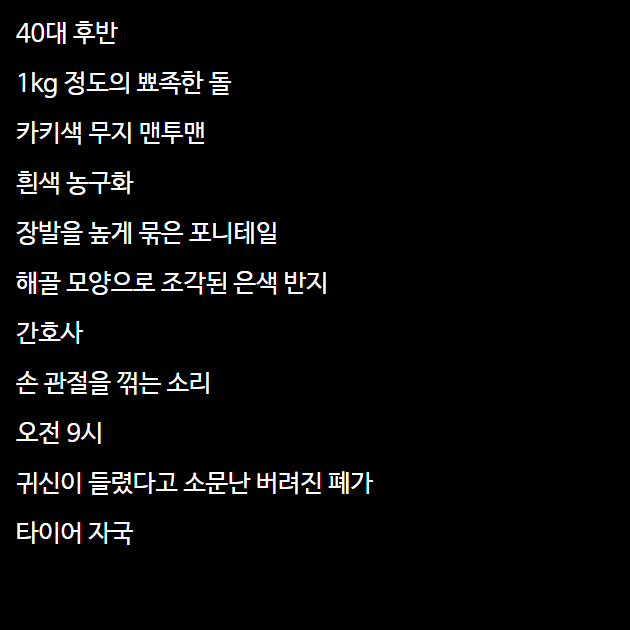 40대 후반
1kg 정도의 뾰족한 돌
카키색 무지 맨투맨
흰색 농구화
장발을 높게 묶은 포니테일
해골 모양으로 조각된 은색 반지
간호사
손 관절을 꺾는 소리
오전 9시
귀신이 들렸다고 소문난 버려진 폐가
타이어 자국